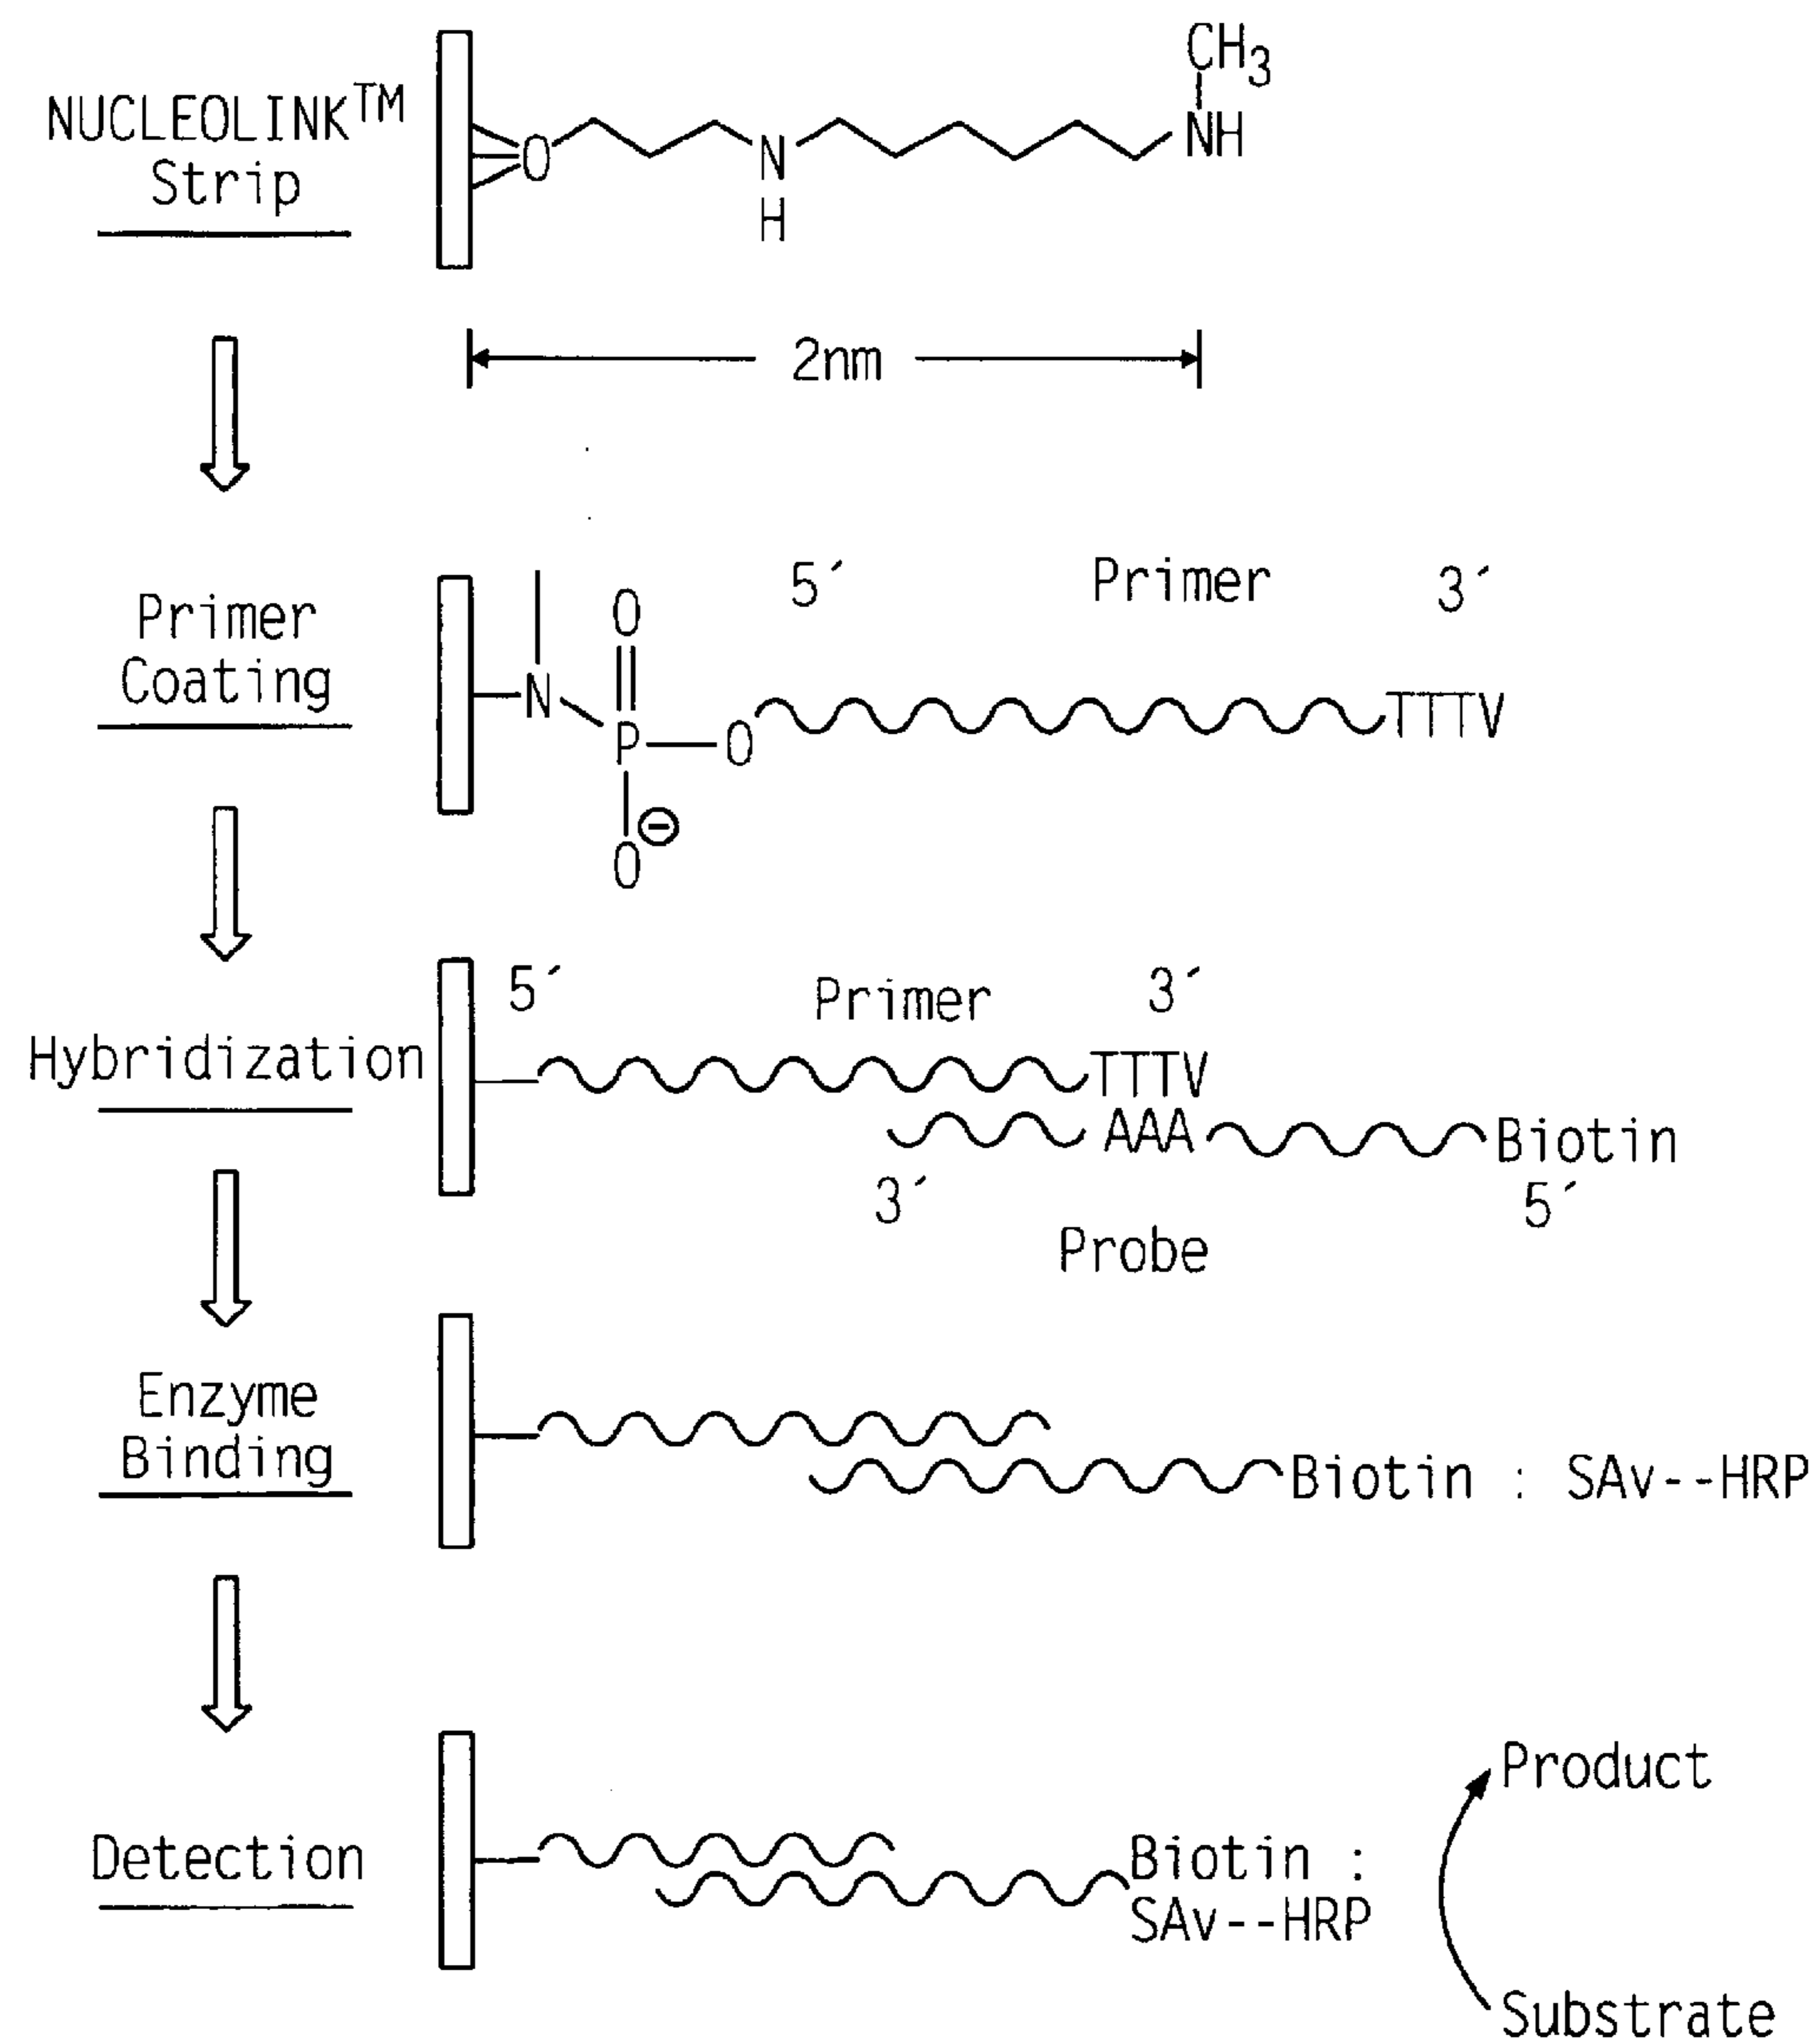 CH3
NUCLEOLINK™
Strip
O
N
H
NH
2nm
Primer
Coating
5´ Primer 3´
O
N
P
O
TTTV
O
⊖
Hybridization
5´ Primer 3´
TTTV
AAA
Biotin
3´
5´
Probe
Enzyme
Binding
Biotin : SAv--HRP
Detection
Biotin :
SAv--HRP
Product
Substrate